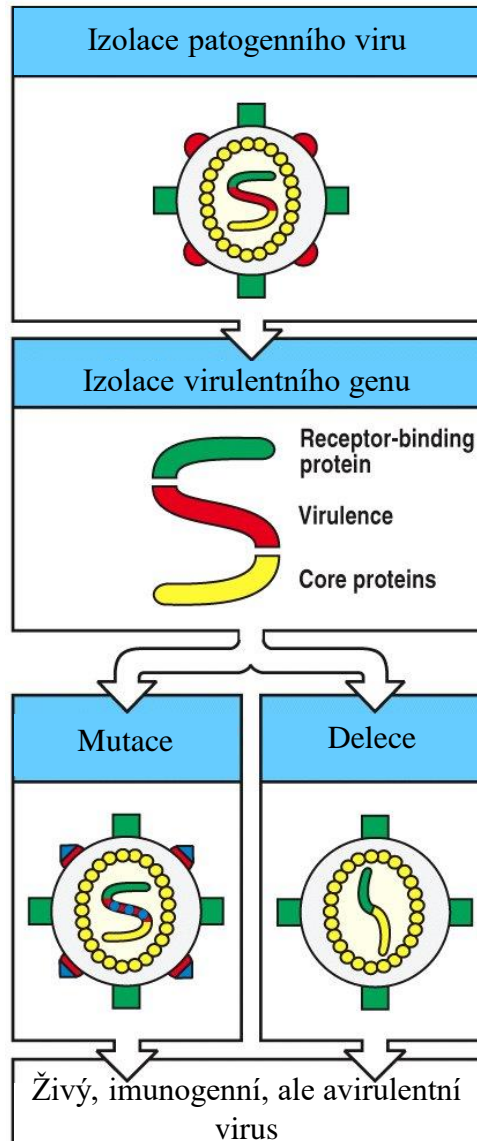 Izolace patogenního viru
Izolace virulentního genu
Receptor-binding
protein
Virulence
Core proteins
Mutace
Delece
Živý, imunogenní, ale avirulentní
virus